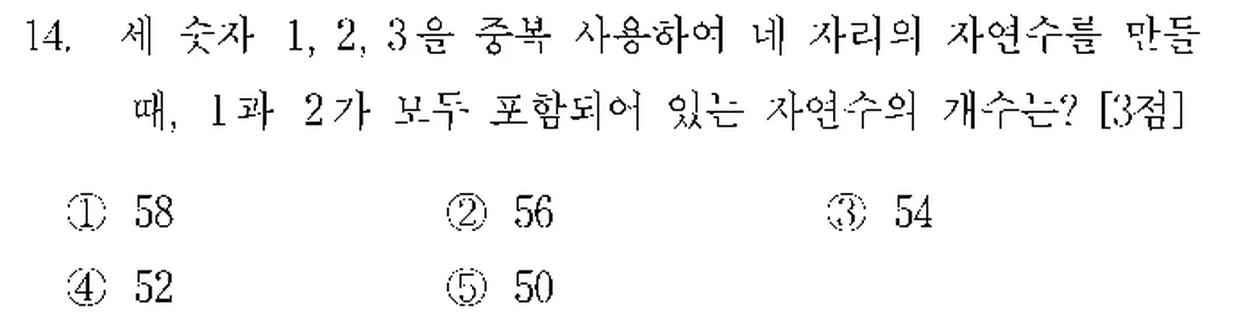 14. 세 숫자 1, 2, 3을 중복 사용하여 네 자리의 자연수를 만들
때, 1과 2가 모두 포함되어 있는 자연수의 개수는? [3점]
① 58 ② 56 ③ 54
④ 52 ⑤ 50